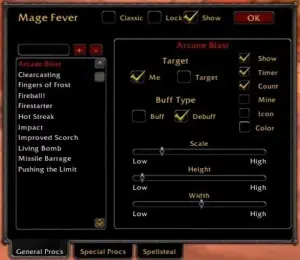 Mage Fever Classic Lock Show OK
+ -
Arcane Blast
Clearcasting
Fingers of Frost
Fireball!
Firestarter
Hot Streak
Impact
Improved Scorch
Living Bomb
Missile Barrage
Pushing the Limit
Arcane Blast
Target
Me Target
Buff Type
Buff Debuff
Show
Timer
Count
Mine
Icon
Color
Scale
Low High
Height
Low High
Width
Low High
General Procs Special Procs Spellsteal